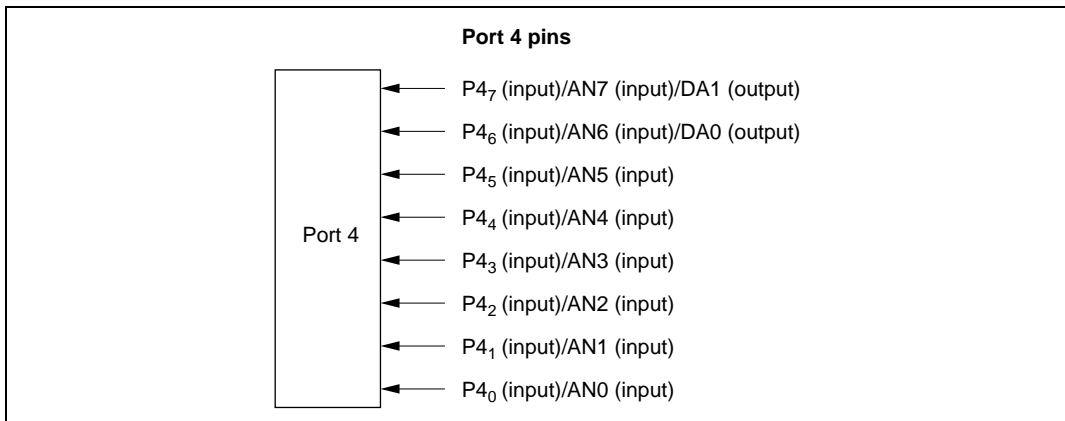 Port 4 pins
P4₇ (input)/AN7 (input)/DA1 (output)
P4₆ (input)/AN6 (input)/DA0 (output)
P4₅ (input)/AN5 (input)
P4₄ (input)/AN4 (input)
Port 4
P4₃ (input)/AN3 (input)
P4₂ (input)/AN2 (input)
P4₁ (input)/AN1 (input)
P4₀ (input)/AN0 (input)